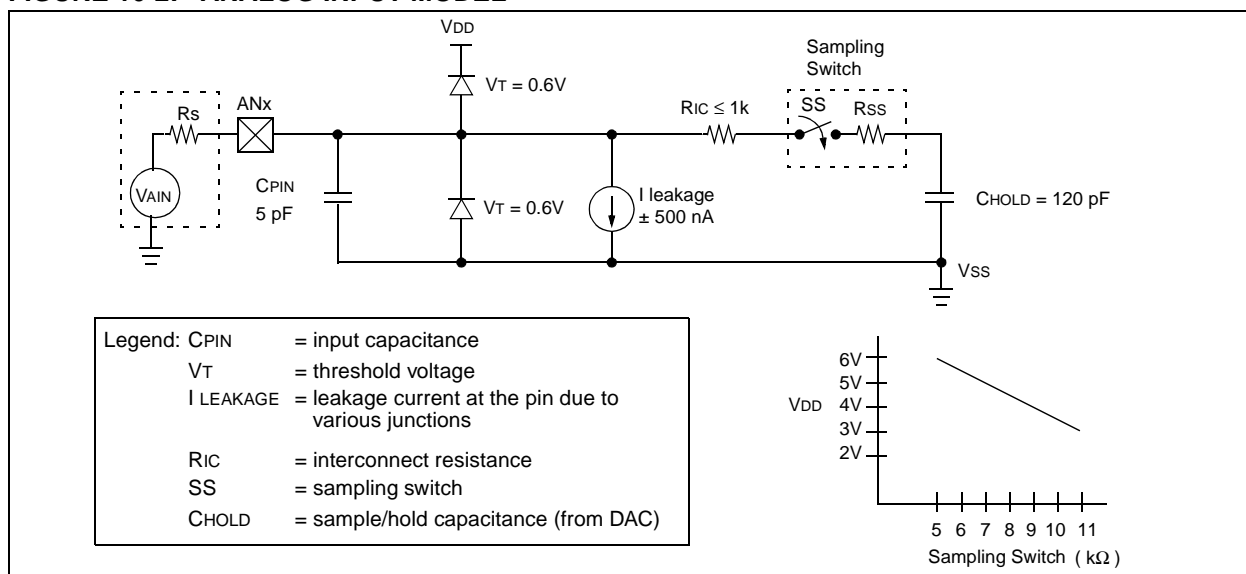 VDD
Sampling
Switch
VT = 0.6V
ANx
RIC ≤ 1k
SS
RSS
Rs
VAIN
CPIN
5 pF
VT = 0.6V
I leakage
± 500 nA
CHOLD = 120 pF
VSS
Legend: CPIN = input capacitance
VT = threshold voltage
I LEAKAGE = leakage current at the pin due to
various junctions
RIC = interconnect resistance
SS = sampling switch
CHOLD = sample/hold capacitance (from DAC)
6V
5V
VDD 4V
3V
2V
5 6 7 8 9 10 11
Sampling Switch ( kΩ )